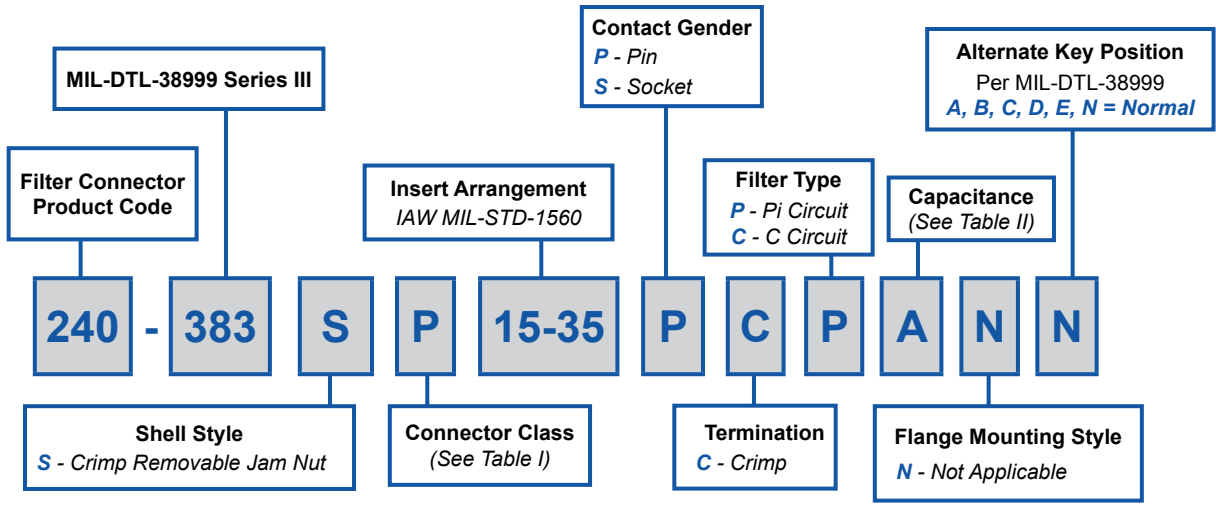 Contact Gender
P - Pin
S - Socket
Alternate Key Position
Per MIL-DTL-38999
A, B, C, D, E, N = Normal
MIL-DTL-38999 Series III
Filter Connector
Product Code
Insert Arrangement
IAW MIL-STD-1560
Filter Type
P - Pi Circuit
C - C Circuit
Capacitance
(See Table II)
240 - 383 S P 15-35 P C P A N N
Shell Style
S - Crimp Removable Jam Nut
Connector Class
(See Table I)
Termination
C - Crimp
Flange Mounting Style
N - Not Applicable